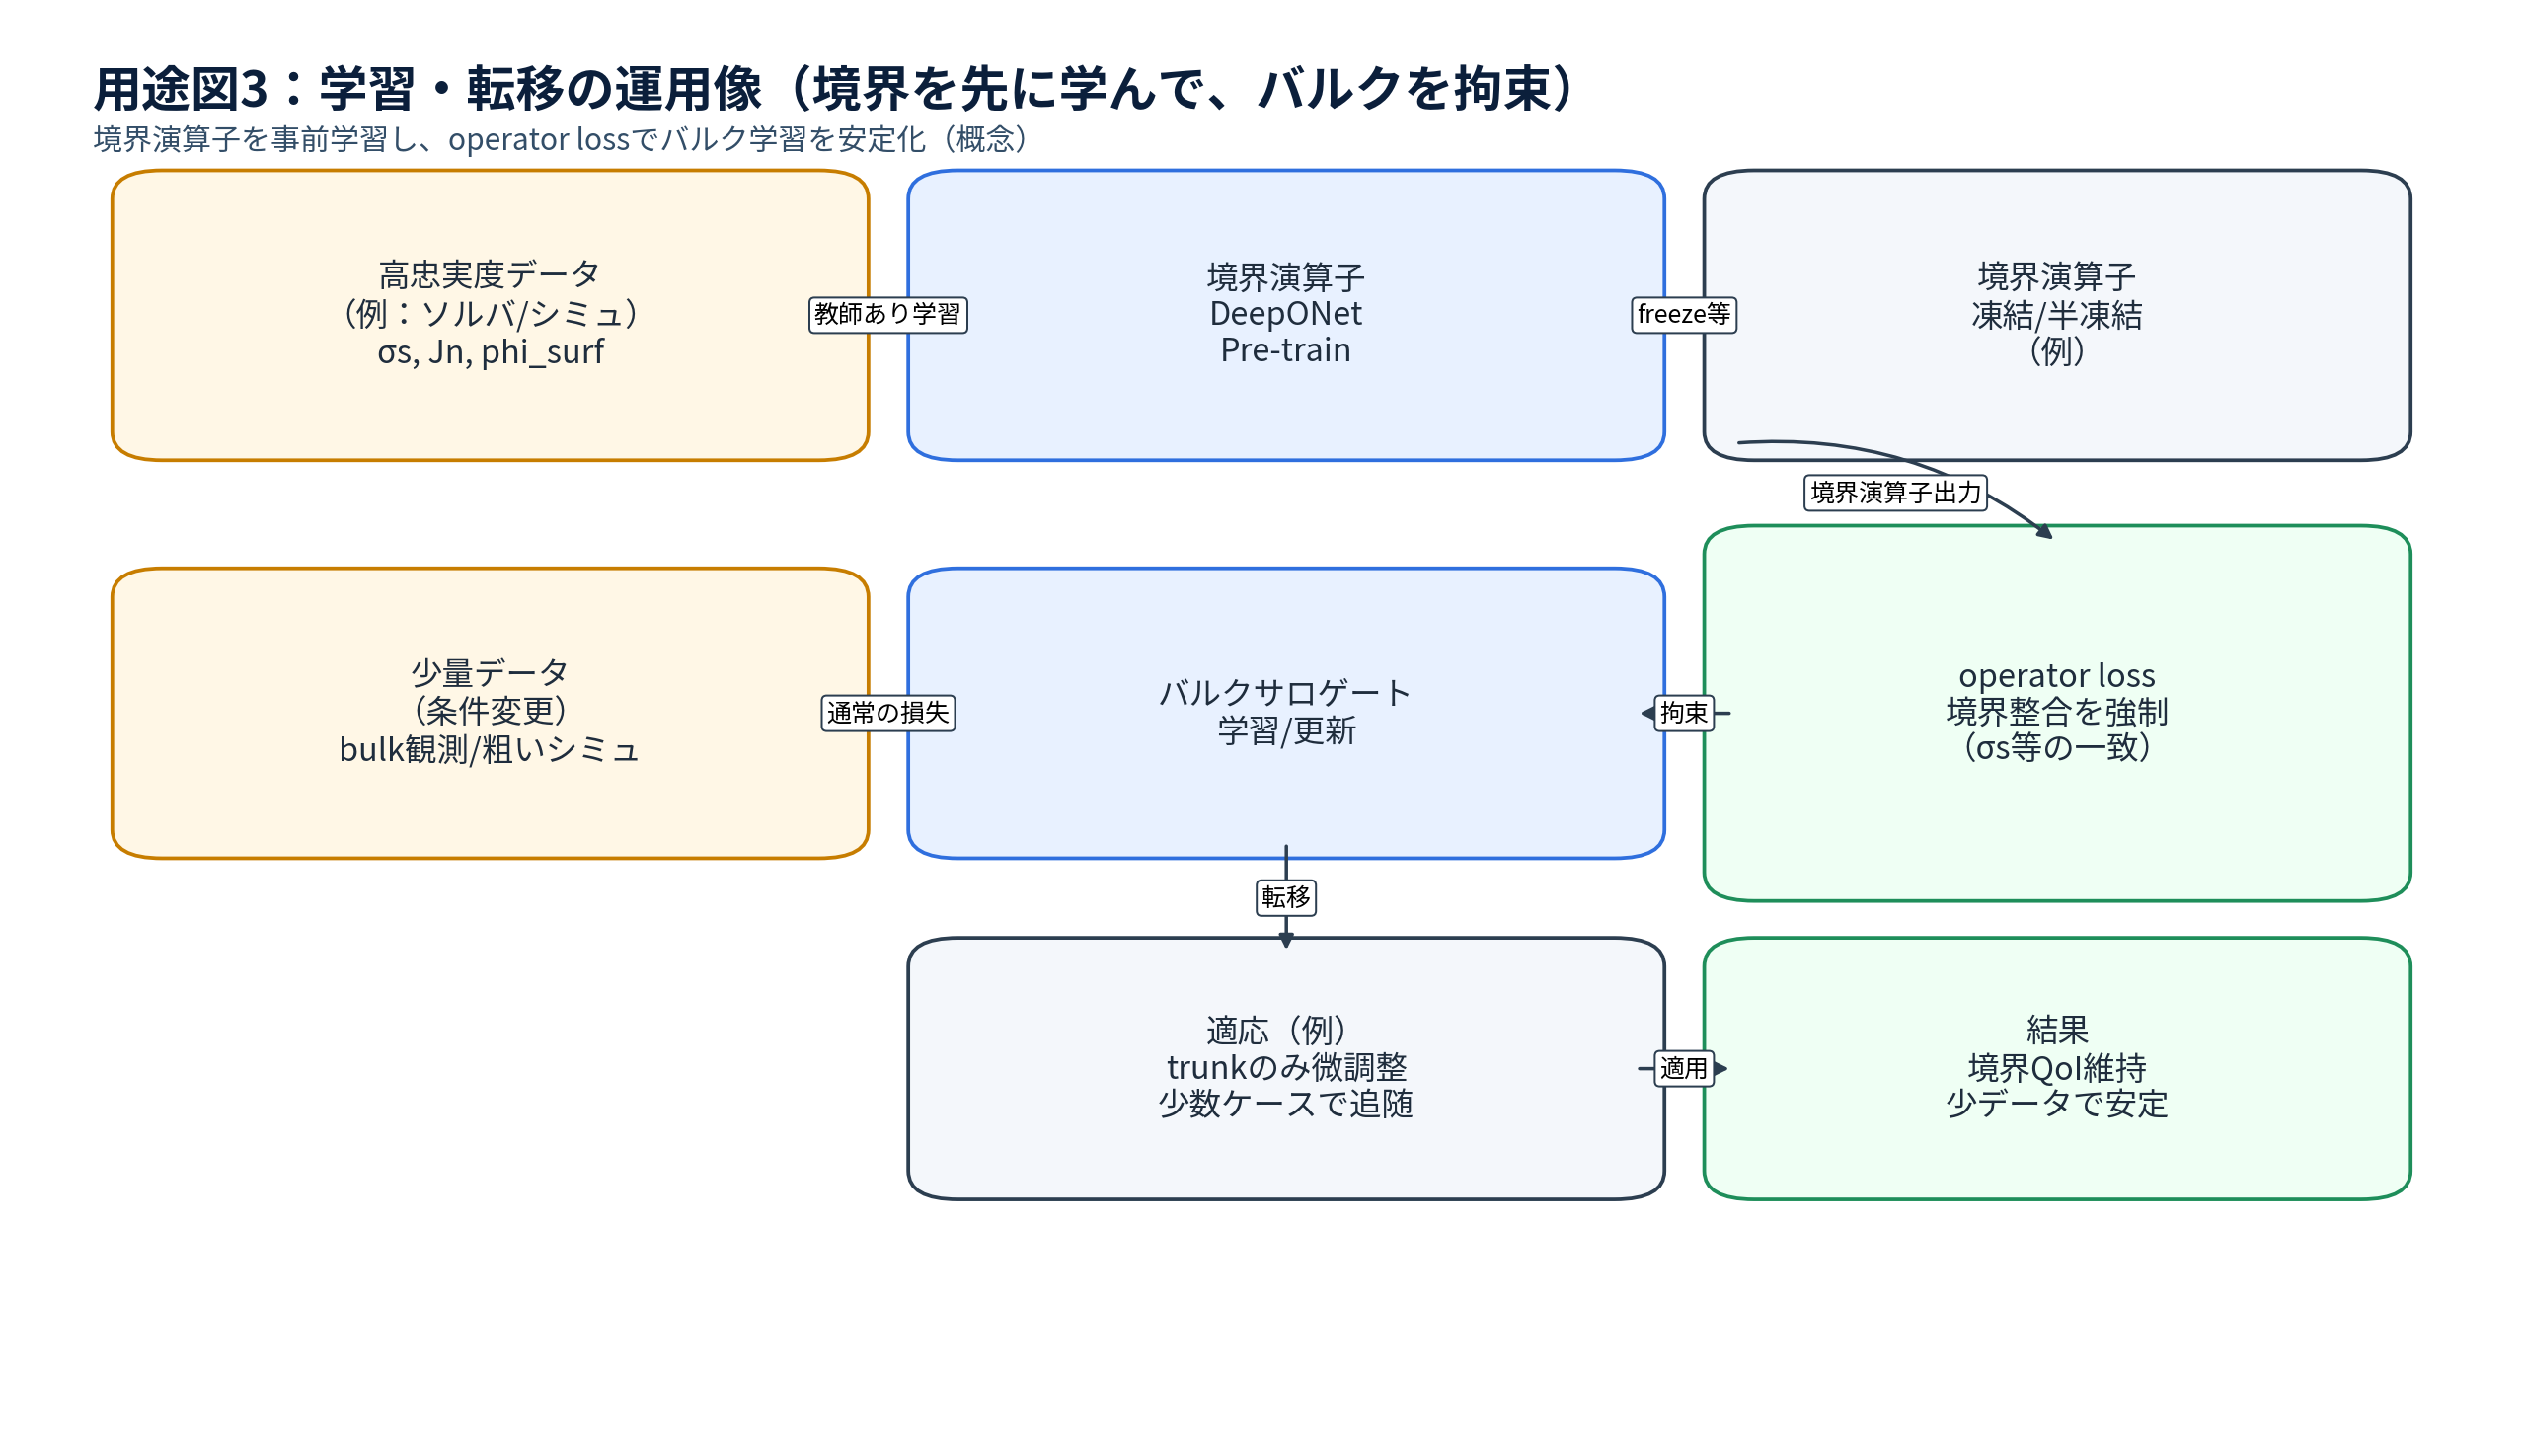 用途図3：学習・転移の運用像（境界を先に学んで、バルクを拘束）
境界演算子を事前学習し、operator lossでバルク学習を安定化（概念）
高忠実度データ
（例：ソルバ/シミュ）
σs, Jn, phi_surf
教師あり学習
境界演算子
DeepONet
Pre-train
freeze等
境界演算子
凍結/半凍結
（例）
境界演算子出力
少量データ
（条件変更）
bulk観測/粗いシミュ
通常の損失
バルクサロゲート
学習/更新
拘束
operator loss
境界整合を強制
（σs等の一致）
転移
適応（例）
trunkのみ微調整
少数ケースで追随
適用
結果
境界QoI維持
少データで安定